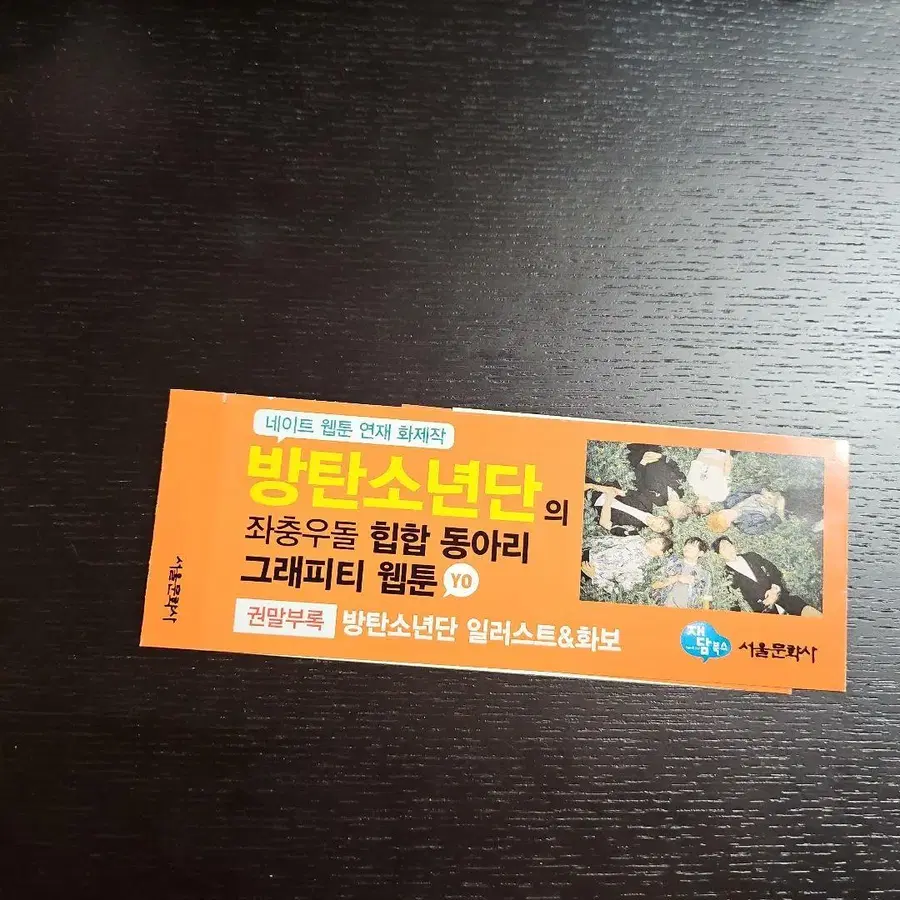 네이트 웹툰 연재 화제작
방탄소년단의
좌충우돌 힙합 동아리
그래피티 웹툰 YO
권말부록 방탄소년단 일러스트&화보
재담북스 서울문화사
서울문화사